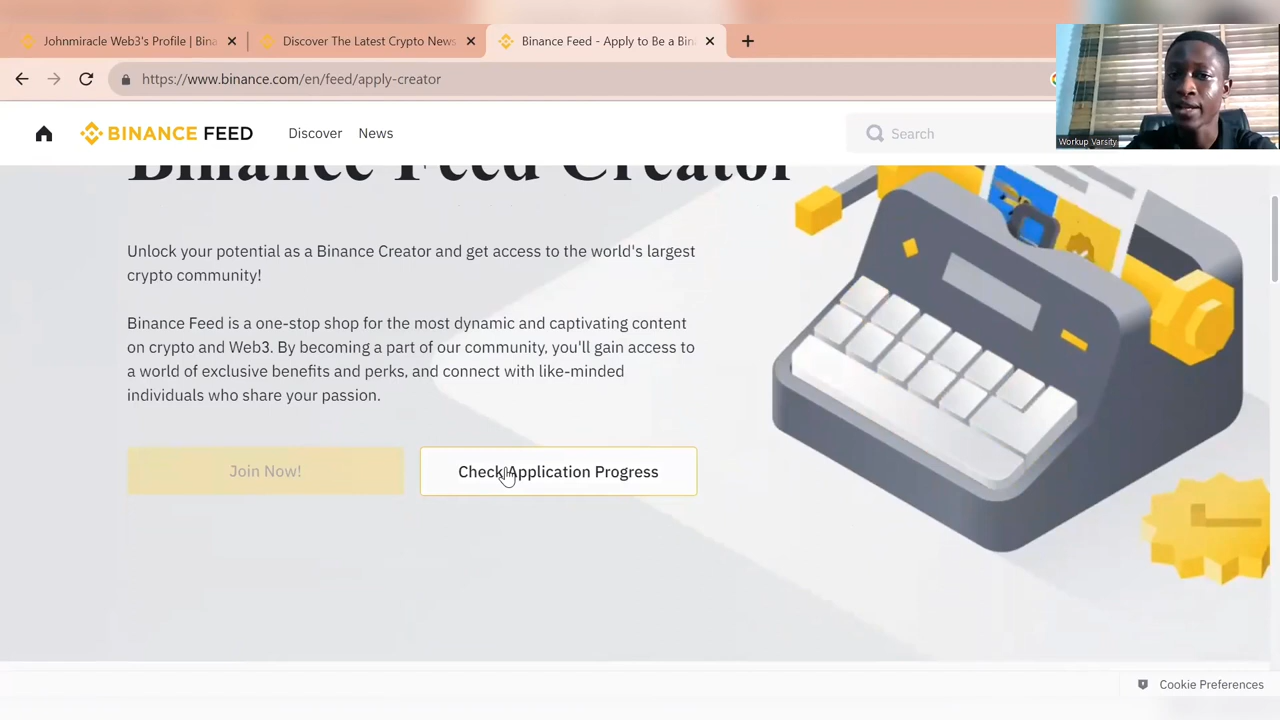 Johnmiracle Web3's Profile | Bina
Discover The Latest Crypto News
Binance Feed - Apply to Be a Bin
https://www.binance.com/en/feed/apply-creator
BINANCE FEED
Discover
News
Search
Workup Varsity
Binance Feed Creator
Unlock your potential as a Binance Creator and get access to the world's largest
crypto community!
Binance Feed is a one-stop shop for the most dynamic and captivating content
on crypto and Web3. By becoming a part of our community, you'll gain access to
a world of exclusive benefits and perks, and connect with like-minded
individuals who share your passion.
Join Now!
Check Application Progress
Cookie Preferences